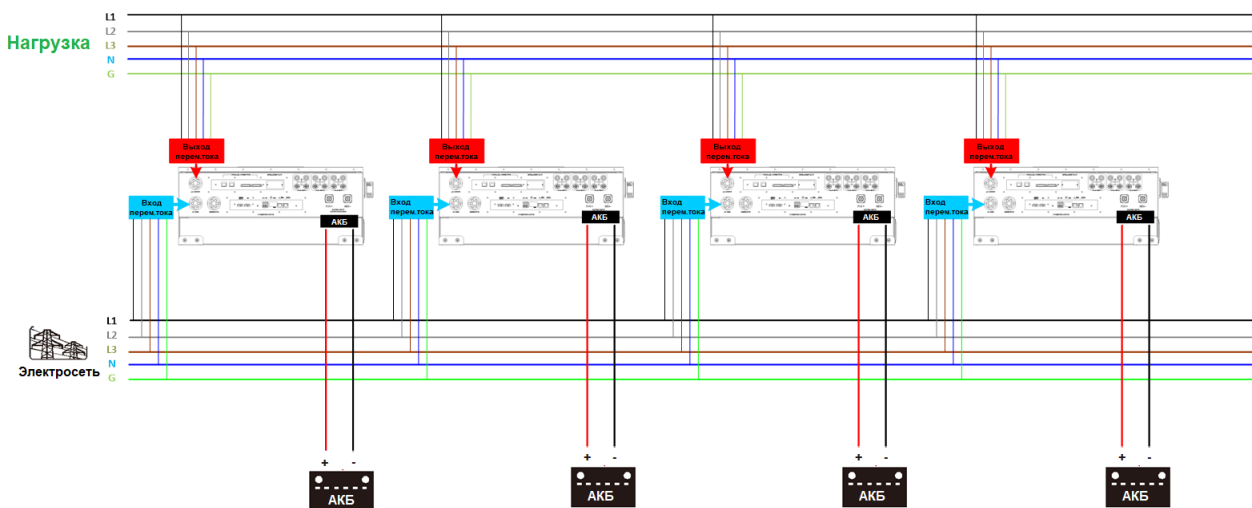 L1
L2
Нагрузка L3
N
G
Выход
перем.тока
Выход
перем.тока
Выход
перем.тока
Выход
перем.тока
Вход
перем.тока
Вход
перем.тока
Вход
перем.тока
Вход
перем.тока
АКБ
АКБ
АКБ
АКБ
L1
L2
L3
N
Электросеть
G
+ -
+ -
+ -
+ -
АКБ
АКБ
АКБ
АКБ